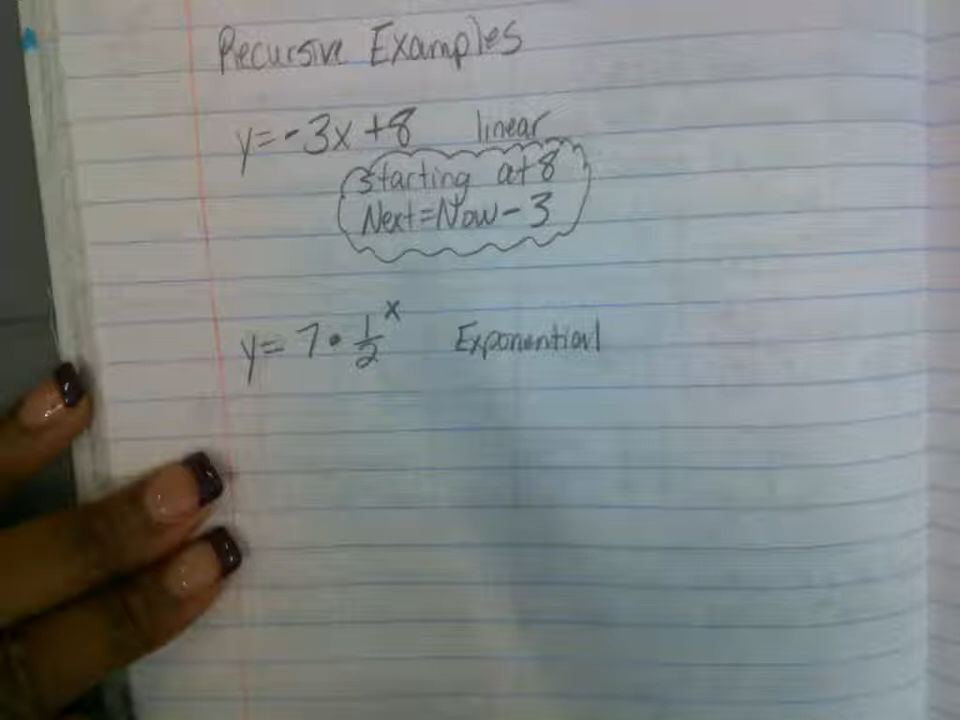 Recursive Examples
y=-3x+8 linear
Starting at 8
Next=Now-3
y=7•1/2^x Exponential